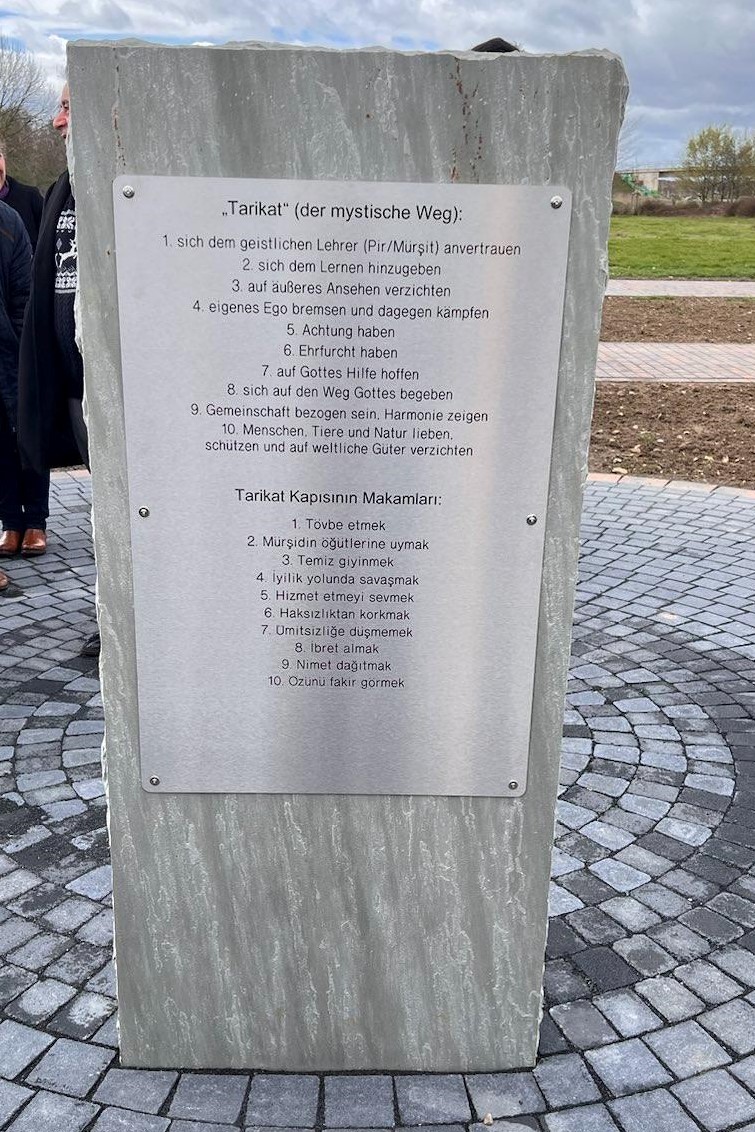 „Tarikat“ (der mystische Weg):
1. sich dem geistlichen Lehrer (Pir/Mürşit) anvertrauen
2. sich dem Lernen hinzugeben
3. auf äußeres Ansehen verzichten
4. eigenes Ego bremsen und dagegen kämpfen
5. Achtung haben
6. Ehrfurcht haben
7. auf Gottes Hilfe hoffen
8. sich auf den Weg Gottes begeben
9. Gemeinschaft bezogen sein, Harmonie zeigen
10. Menschen, Tiere und Natur lieben,
schützen und auf weltliche Güter verzichten
Tarikat Kapısının Makamları:
1. Tövbe etmek
2. Mürşidin öğütlerine uymak
3. Temiz giyinmek
4. İyilik yolunda savaşmak
5. Hizmet etmeyi sevmek
6. Haksızlıktan korkmak
7. Ümitsizliğe düşmemek
8. İbret almak
9. Nimet dağıtmak
10. Özünü fakir görmek